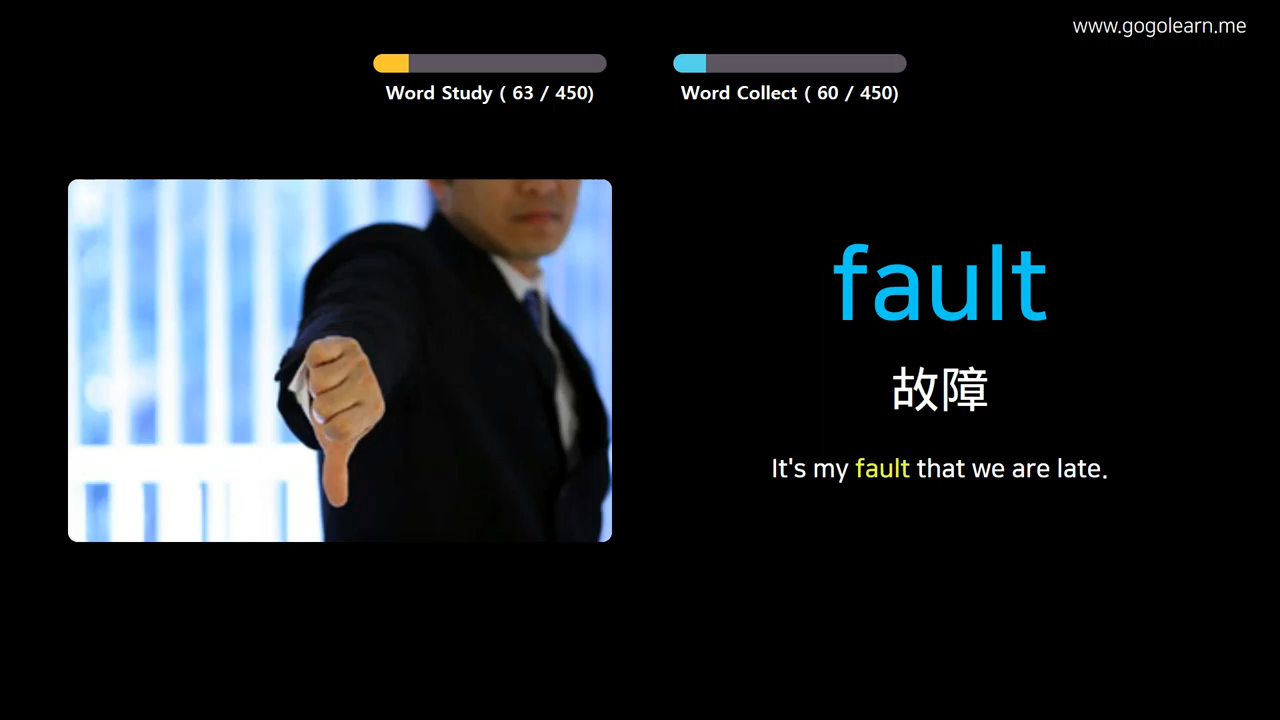 www.gogolearn.me
Word Study ( 63 / 450)
Word Collect ( 60 / 450)
fault
故障
It's my fault that we are late.